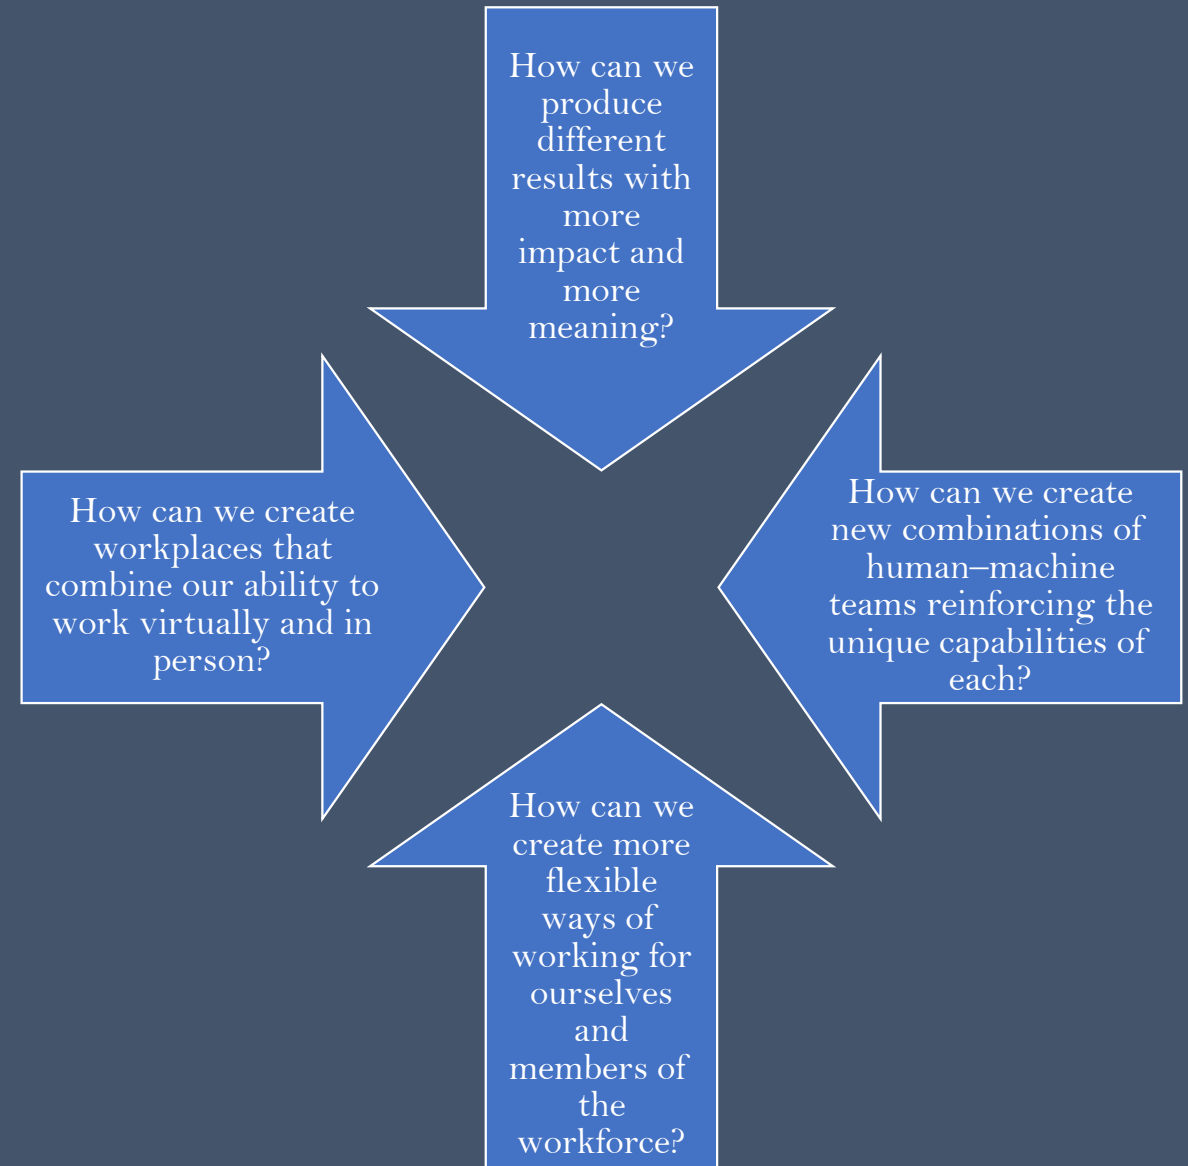 How can we
produce
different
results with
more
impact and
more
meaning?
How can we create
workplaces that
combine our ability to
work virtually and in
person?
How can we create
new combinations of
human–machine
teams reinforcing the
unique capabilities of
each?
How can we
create more
flexible
ways of
working for
ourselves
and
members of
the
workforce?